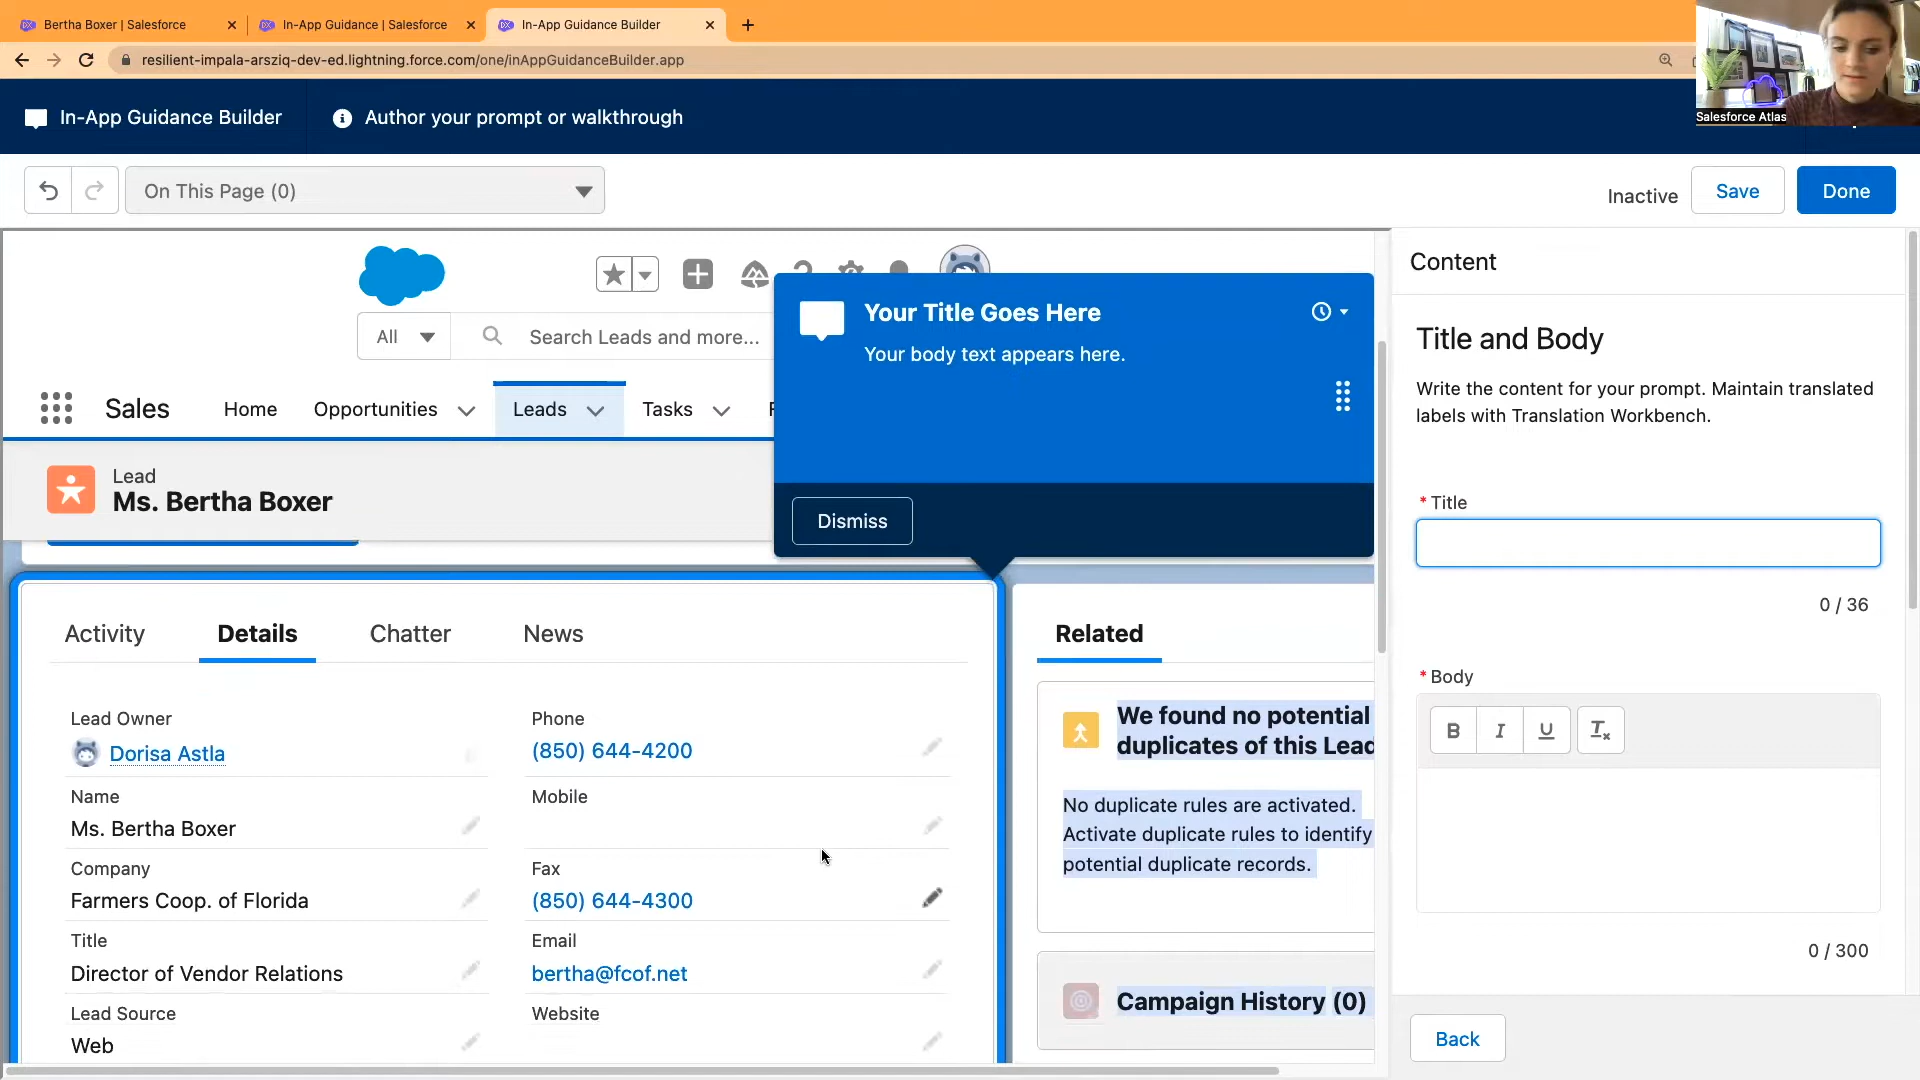 Bertha Boxer | Salesforce
In-App Guidance | Salesforce
In-App Guidance Builder
resilient-impala-arsziq-dev-ed.lightning.force.com/one/inAppGuidanceBuilder.app
Salesforce Atlas
In-App Guidance Builder
Author your prompt or walkthrough
On This Page (0)
Inactive
Save
Done
All
Search Leads and more...
Sales
Home
Opportunities
Leads
Tasks
Lead
Ms. Bertha Boxer
Your Title Goes Here
Your body text appears here.
Dismiss
Activity
Details
Chatter
News
Lead Owner
Dorisa Astla
Name
Ms. Bertha Boxer
Company
Farmers Coop. of Florida
Title
Director of Vendor Relations
Lead Source
Web
Phone
(850) 644-4200
Mobile
Fax
(850) 644-4300
Email
bertha@fcof.net
Website
Related
We found no potential
duplicates of this Lead
No duplicate rules are activated.
Activate duplicate rules to identify
potential duplicate records.
Campaign History (0)
Content
Title and Body
Write the content for your prompt. Maintain translated
labels with Translation Workbench.
* Title
0 / 36
* Body
B I U Tx
0 / 300
Back